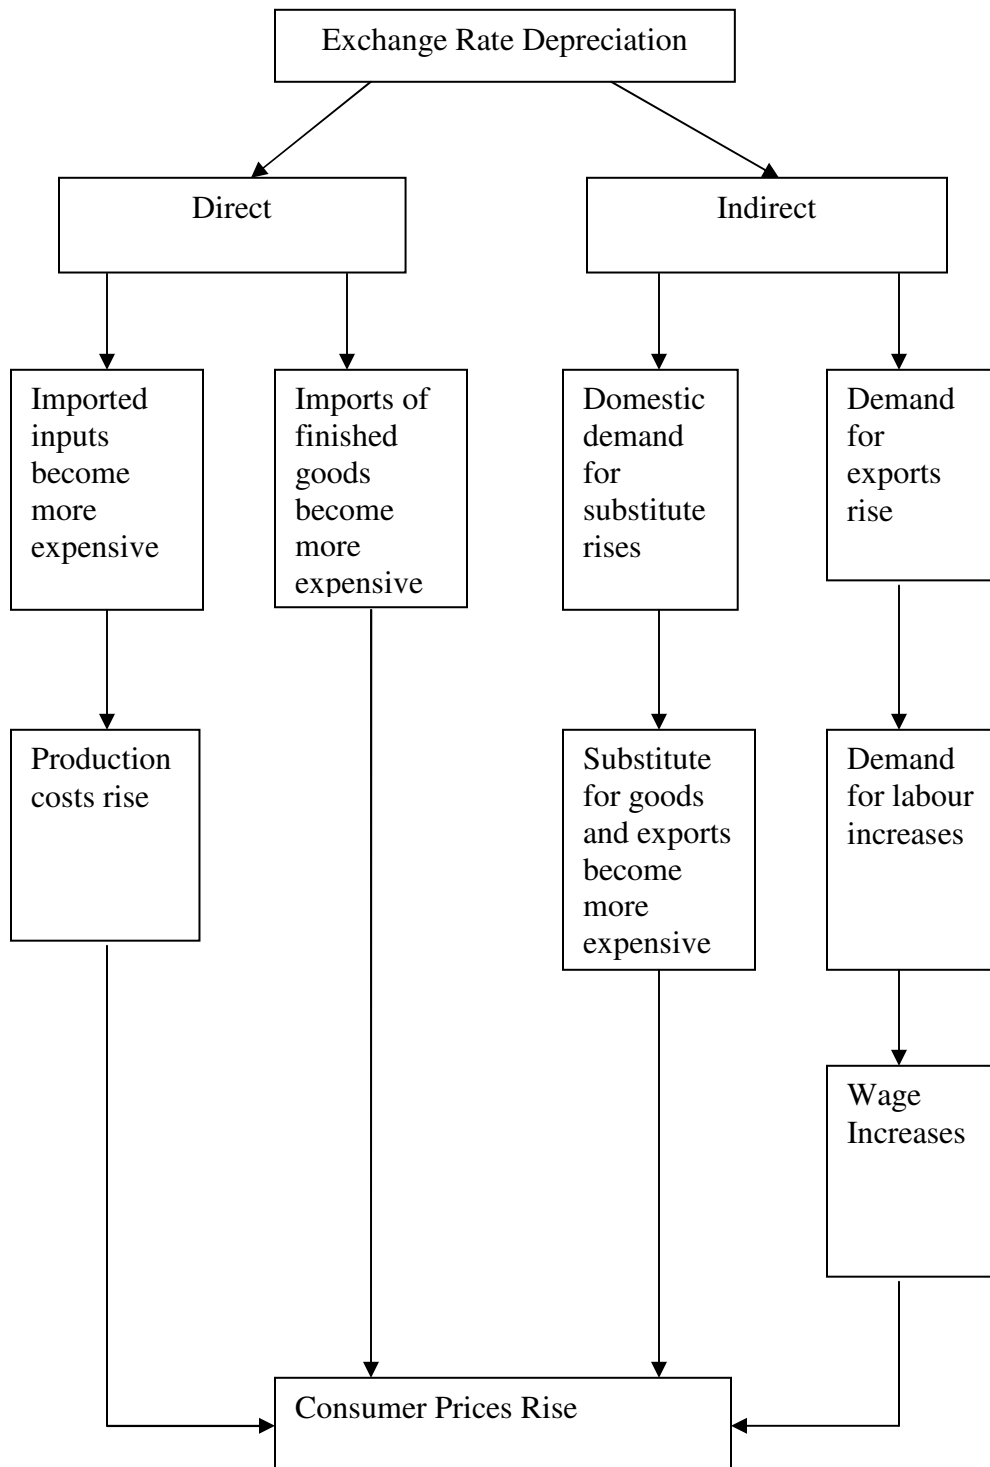 Exchange Rate Depreciation
Direct
Indirect
Imported
inputs
become
more
expensive
Imports of
finished
goods
become
more
expensive
Domestic
demand
for
substitute
rises
Demand
for
exports
rise
Production
costs rise
Substitute
for goods
and exports
become
more
expensive
Demand
for labour
increases
Wage
Increases
Consumer Prices Rise